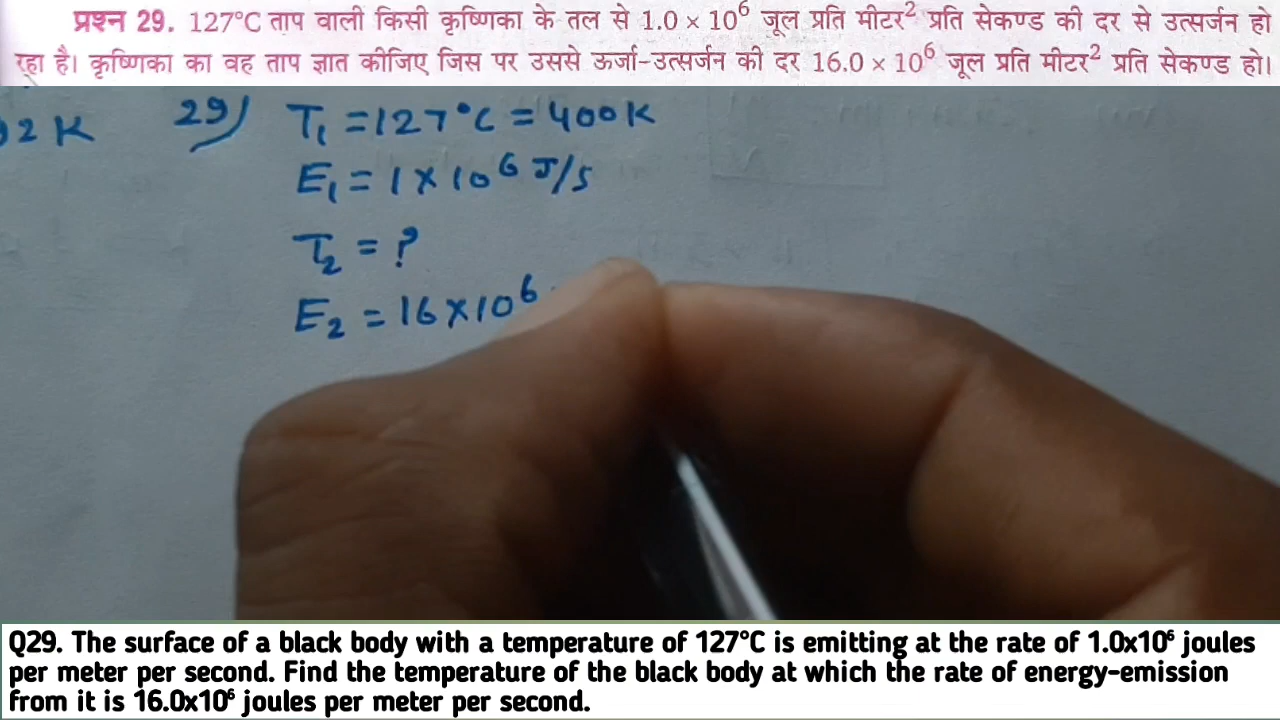 प्रश्न 29. 127°C ताप वाली किसी कृष्णिका के तल से 1.0 × 10⁶ जूल प्रति मीटर² प्रति सेकण्ड की दर से उत्सर्जन हो
रहा है। कृष्णिका का वह ताप ज्ञात कीजिए जिस पर उससे ऊर्जा-उत्सर्जन की दर 16.0 × 10⁶ जूल प्रति मीटर² प्रति सेकण्ड हो।
2 K
29) T₁ = 127°C = 400K
E₁ = 1 × 10⁶ J/S
T₂ = ?
E₂ = 16 × 10⁶
Q29. The surface of a black body with a temperature of 127°C is emitting at the rate of 1.0x10⁶ joules
per meter per second. Find the temperature of the black body at which the rate of energy-emission
from it is 16.0x10⁶ joules per meter per second.